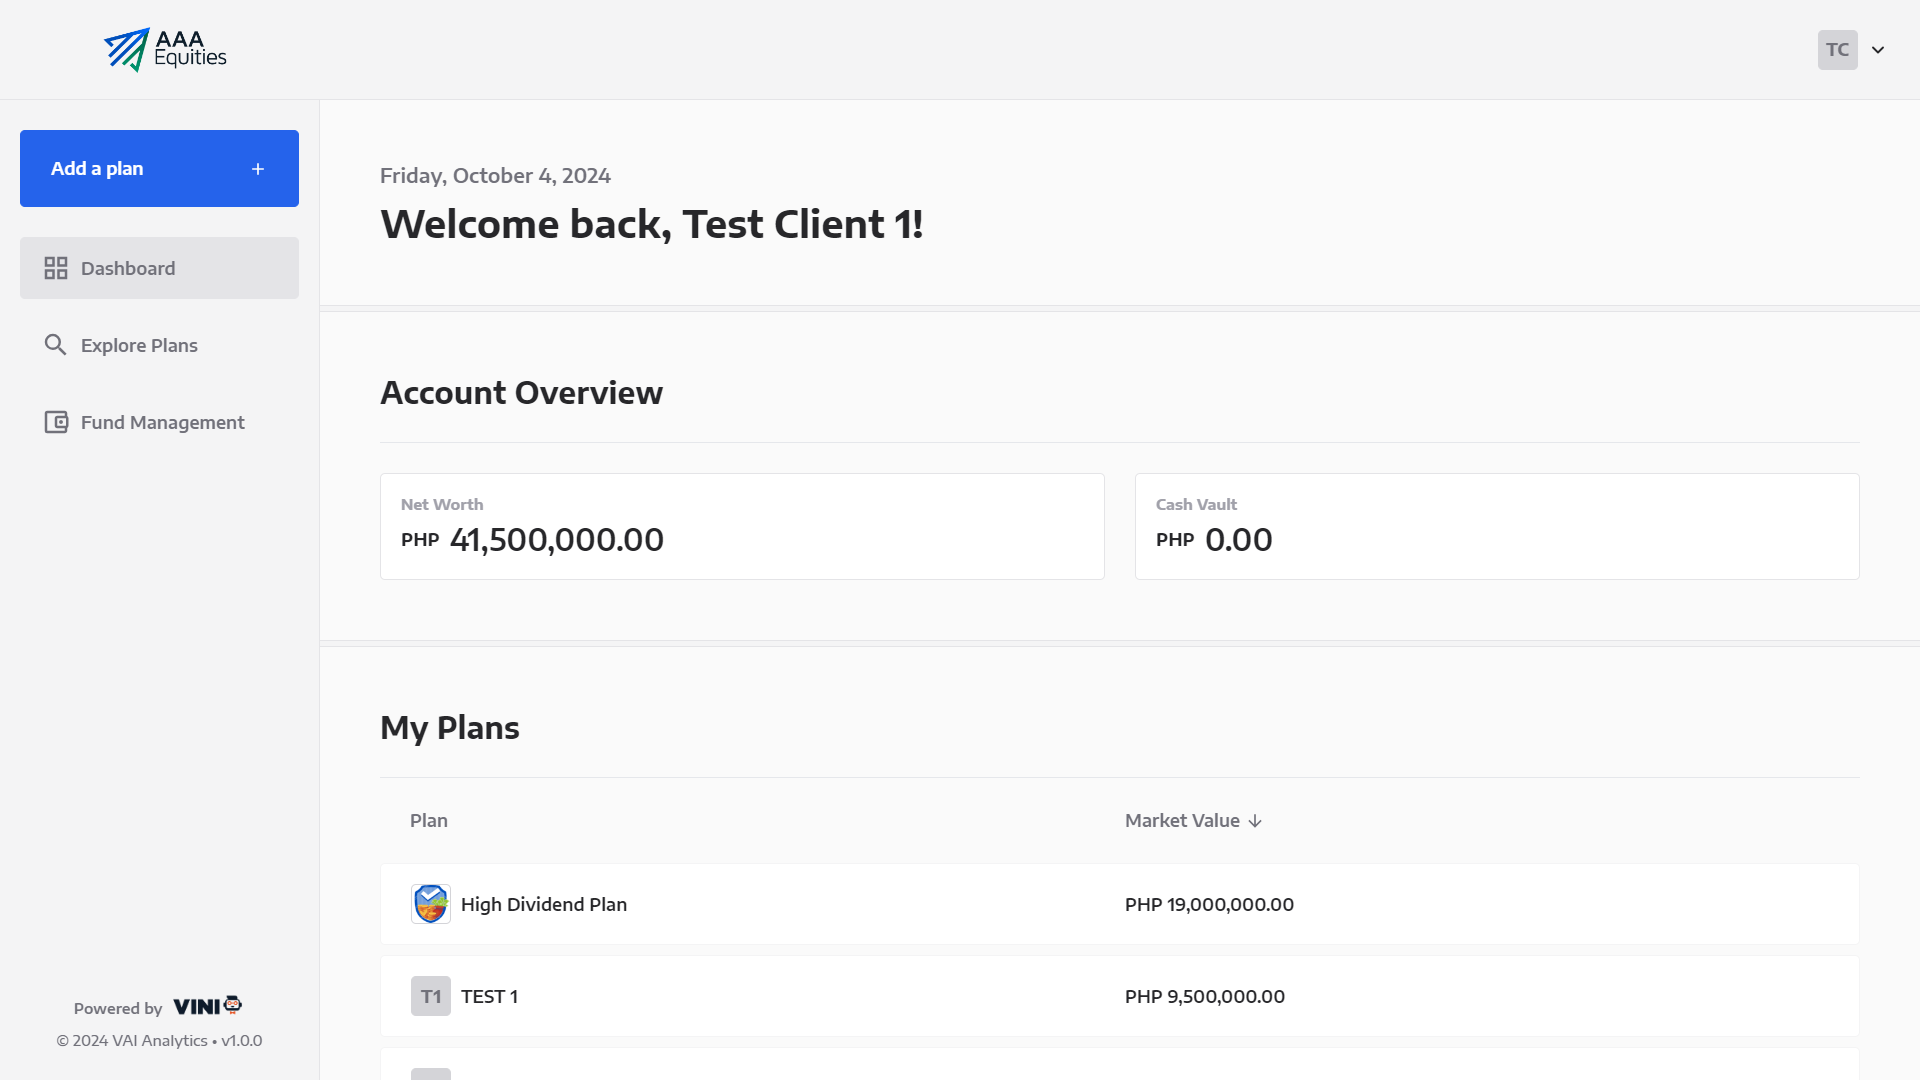 AAA
Equities
TC
Add a plan
Dashboard
Explore Plans
Fund Management
Powered by VINI
© 2024 VAI Analytics • v1.0.0
Friday, October 4, 2024
Welcome back, Test Client 1!
Account Overview
Net Worth
PHP 41,500,000.00
Cash Vault
PHP 0.00
My Plans
Plan Market Value
High Dividend Plan PHP 19,000,000.00
T1 TEST 1 PHP 9,500,000.00